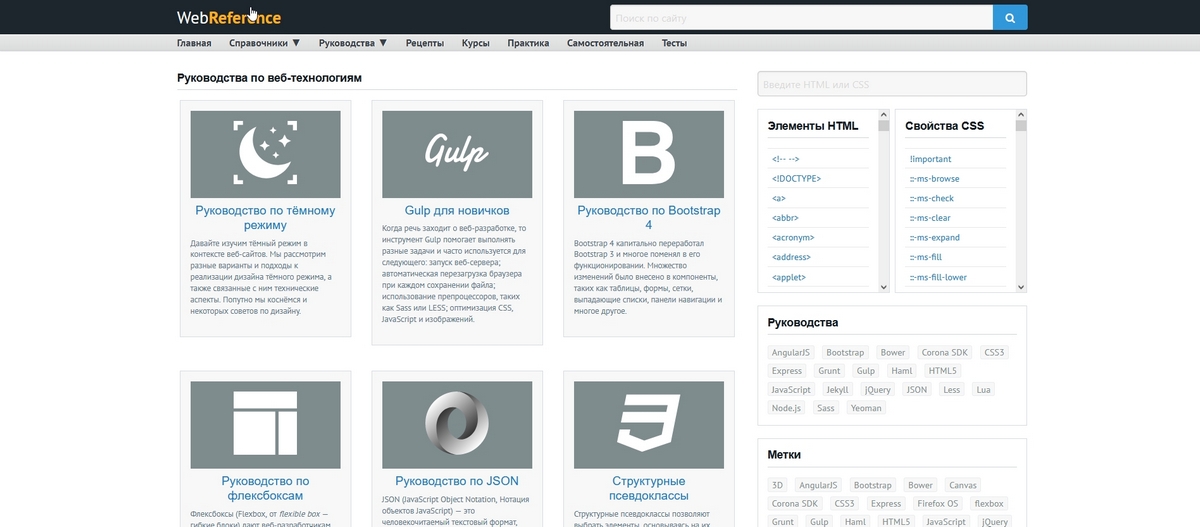 WebReference
Поиск по сайту
Главная Справочники ▼ Руководства ▼ Рецепты Курсы Практика Самостоятельная Тесты
Руководства по веб-технологиям
Руководство по тёмному
режиму
Давайте изучим тёмный режим в
контексте веб-сайтов. Мы рассмотрим
разные варианты и подходы к
реализации дизайна тёмного режима, а
также связанные с ним технические
аспекты. Попутно мы коснёмся и
некоторых советов по дизайну.
Gulp
Gulp для новичков
Когда речь заходит о веб-разработке, то
инструмент Gulp помогает выполнять
разные задачи и часто используется для
следующего: запуск веб-сервера;
автоматическая перезагрузка браузера
при каждом сохранении файла;
использование препроцессоров, таких
как Sass или LESS; оптимизация CSS,
JavaScript и изображений.
B
Руководство по Bootstrap
4
Bootstrap 4 капитально переработал
Bootstrap 3 и многое поменял в его
функционировании. Множество
изменений было внесено в компоненты,
таких как таблицы, формы, сетки,
выпадающие списки, панели навигации и
многое другое.
Руководство по
флексбоксам
Флексбоксы (Flexbox, от flexible box —
гибкие блоки) дают веб-разработчикам
Руководство по JSON
JSON (JavaScript Object Notation, Нотация
объектов JavaScript) — это
человекочитаемый текстовый формат,
Структурные
псевдоклассы
Структурные псевдоклассы позволяют
выбрать элементы, основываясь на их
Введите HTML или CSS
Элементы HTML
<!-- -->
<!DOCTYPE>
<a>
<abbr>
<acronym>
<address>
<applet>
Свойства CSS
!important
::-ms-browse
::-ms-check
::-ms-clear
::-ms-expand
::-ms-fill
::-ms-fill-lower
Руководства
AngularJS Bootstrap Bower Corona SDK CSS3
Express Grunt Gulp Haml HTML5
JavaScript Jekyll jQuery JSON Less Lua
Node.js Sass Yeoman
Метки
3D AngularJS Bootstrap Bower Canvas
Corona SDK CSS3 Express Firefox OS flexbox
Grunt Gulp Haml HTML5 JavaScript jQuery